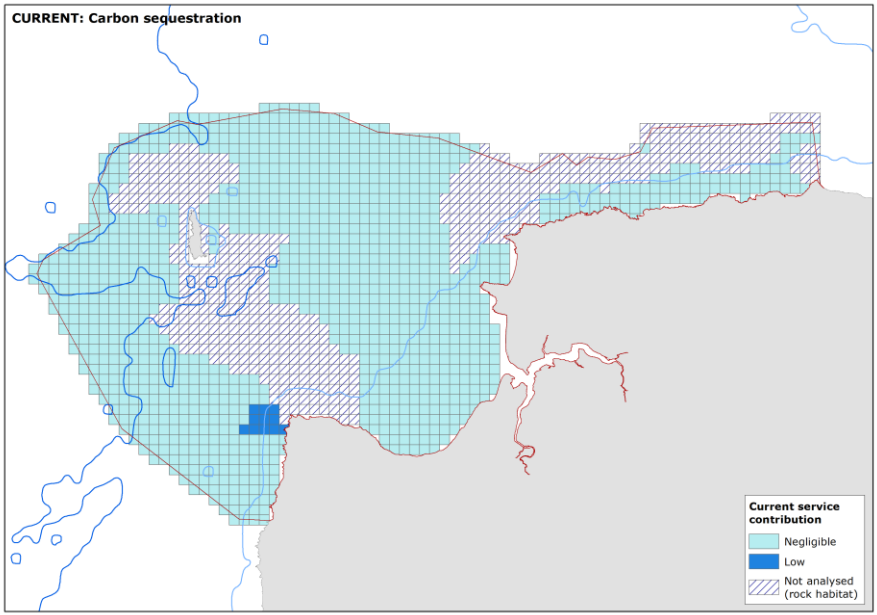 CURRENT: Carbon sequestration
Current service
contribution
Negligible
Low
Not analysed
(rock habitat)